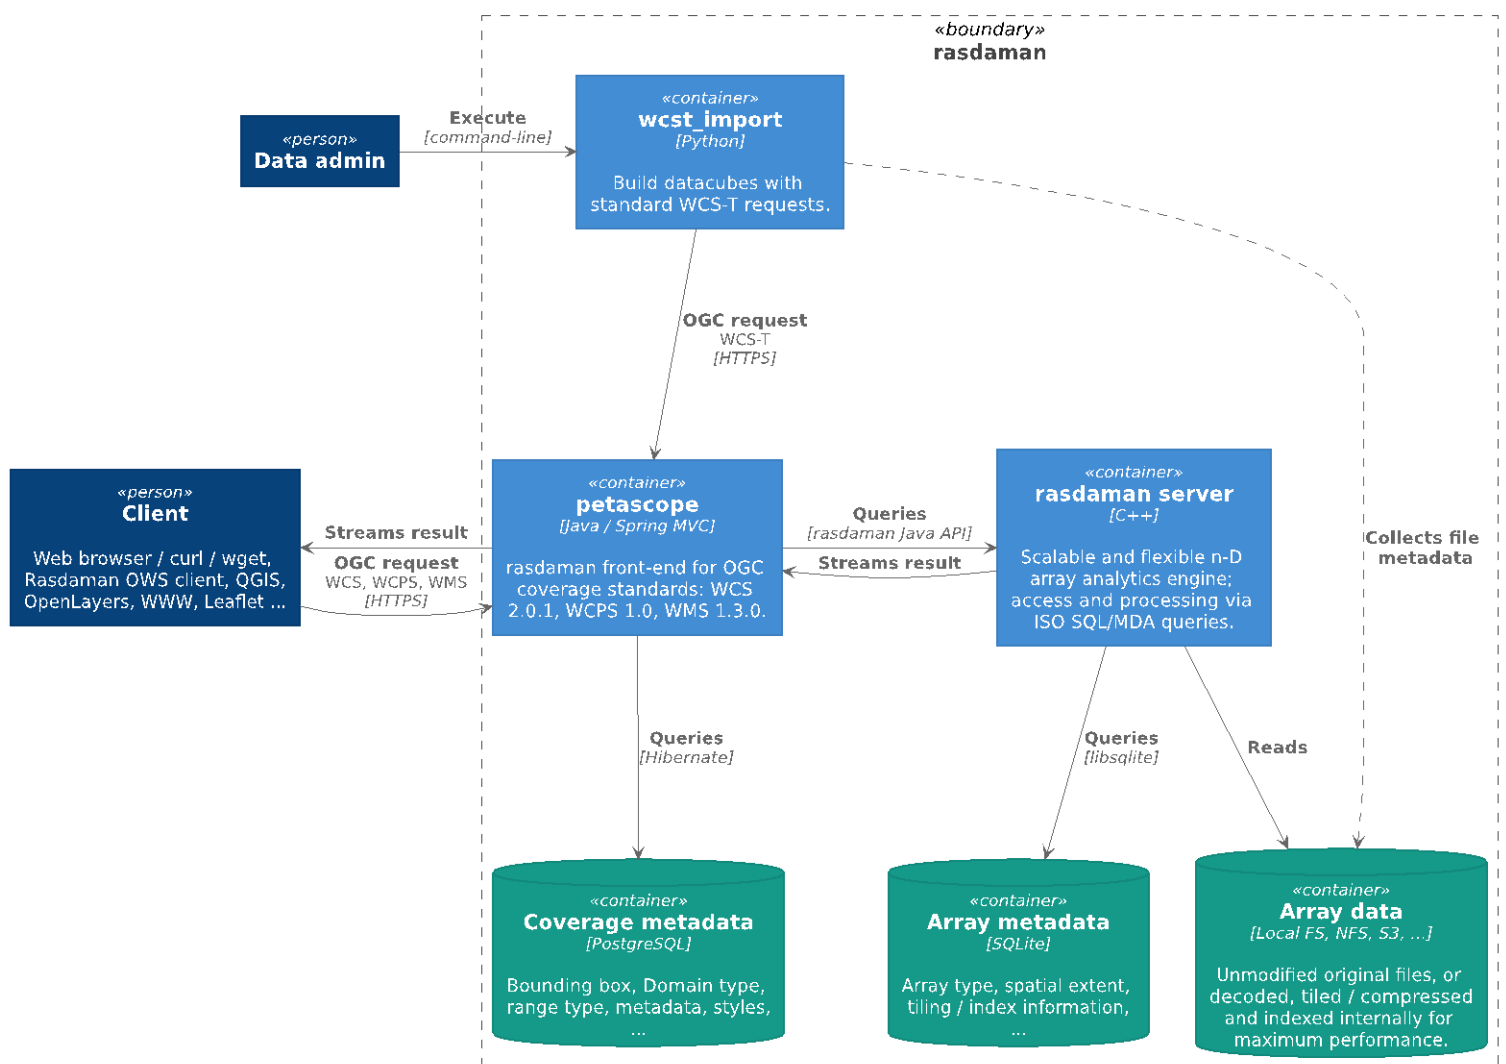 «boundary»
rasdaman
«container»
wcst_import
[Python]
Build datacubes with
standard WCS-T requests.
Execute
[command-line]
«person»
Data admin
OGC request
WCS-T
[HTTPS]
«person»
Client
Web browser / curl / wget,
Rasdaman OWS client, QGIS,
OpenLayers, WWW, Leaflet ...
Streams result
OGC request
WCS, WCPS, WMS
[HTTPS]
«container»
petascope
[Java / Spring MVC]
rasdaman front-end for OGC
coverage standards: WCS
2.0.1, WCPS 1.0, WMS 1.3.0.
Queries
[rasdaman Java API]
Streams result
«container»
rasdaman server
[C++]
Scalable and flexible n-D
array analytics engine;
access and processing via
ISO SQL/MDA queries.
Collects file
metadata
Queries
[Hibernate]
Queries
[libsqlite]
Reads
«container»
Coverage metadata
[PostgreSQL]
Bounding box, Domain type,
range type, metadata, styles,
...
«container»
Array metadata
[SQLite]
Array type, spatial extent,
tiling / index information,
...
«container»
Array data
[Local FS, NFS, S3, ...]
Unmodified original files, or
decoded, tiled / compressed
and indexed internally for
maximum performance.